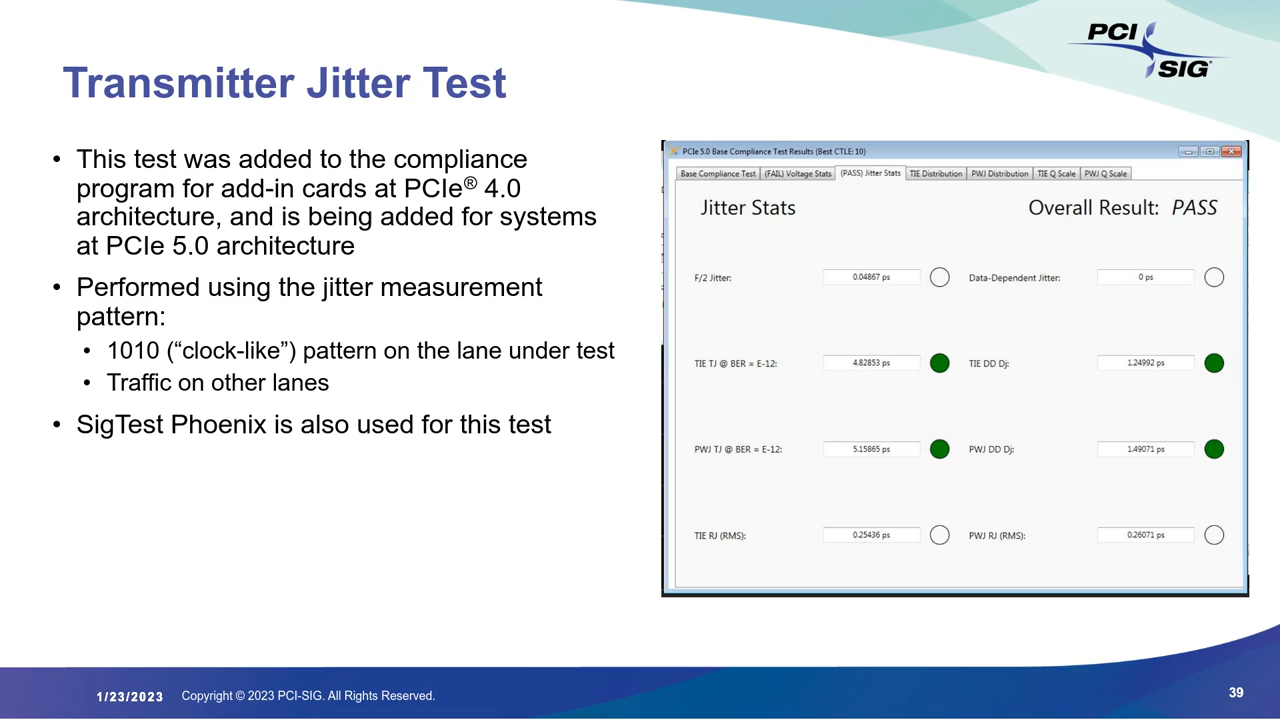 PCI
SIG
Transmitter Jitter Test
• This test was added to the compliance
program for add-in cards at PCIe® 4.0
architecture, and is being added for systems
at PCIe 5.0 architecture
• Performed using the jitter measurement
pattern:
• 1010 (“clock-like”) pattern on the lane under test
• Traffic on other lanes
• SigTest Phoenix is also used for this test
PCIe 5.0 Base Compliance Test Results (Best CTLE: 10)
Base Compliance Test (FAIL) Voltage Stats (PASS) Jitter Stats TIE Distribution PWJ Distribution TIE Q Scale PWJ Q Scale
Jitter Stats Overall Result: PASS
F/2 Jitter: 0.04867 ps Data-Dependent Jitter: 0 ps
TIE TJ @ BER = E-12: 4.82853 ps TIE DD Dj: 1.24992 ps
PWJ TJ @ BER = E-12: 5.15865 ps PWJ DD Dj: 1.49071 ps
TIE RJ (RMS): 0.25436 ps PWJ RJ (RMS): 0.26071 ps
1/23/2023 Copyright © 2023 PCI-SIG. All Rights Reserved. 39